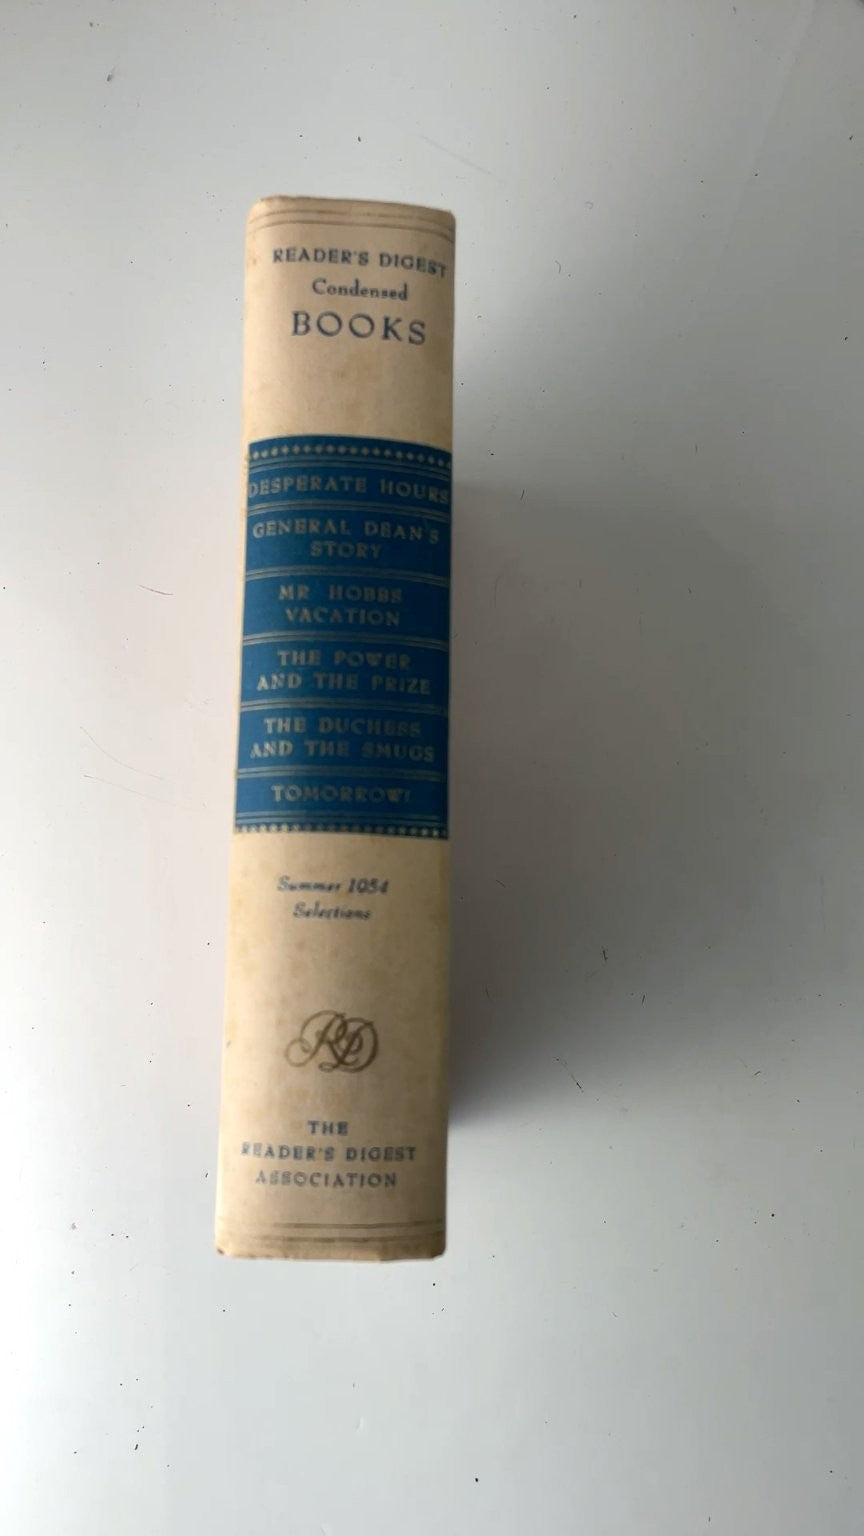 READER'S DIGEST
Condensed
BOOKS
DESPERATE HOURS
GENERAL DEAN'S
STORY
MR HOBBS
VACATION
THE POWER
AND THE PRIZE
THE DUCHESS
AND THE SMUGS
TOMORROW!
Summer 1954
Selections
RD
THE
READER'S DIGEST
ASSOCIATION